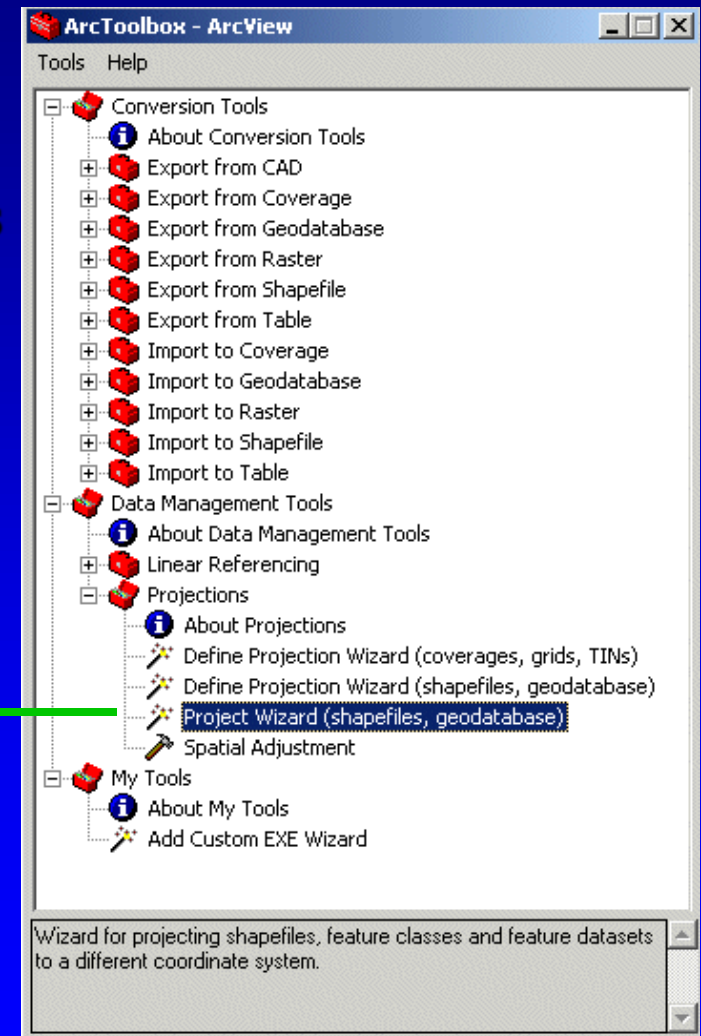 ArcToolbox - ArcView
Tools Help
Conversion Tools
About Conversion Tools
Export from CAD
Export from Coverage
Export from Geodatabase
Export from Raster
Export from Shapefile
Export from Table
Import to Coverage
Import to Geodatabase
Import to Raster
Import to Shapefile
Import to Table
Data Management Tools
About Data Management Tools
Linear Referencing
Projections
About Projections
Define Projection Wizard (coverages, grids, TINs)
Define Projection Wizard (shapefiles, geodatabase)
Project Wizard (shapefiles, geodatabase)
Spatial Adjustment
My Tools
About My Tools
Add Custom EXE Wizard
Wizard for projecting shapefiles, feature classes and feature datasets
to a different coordinate system.